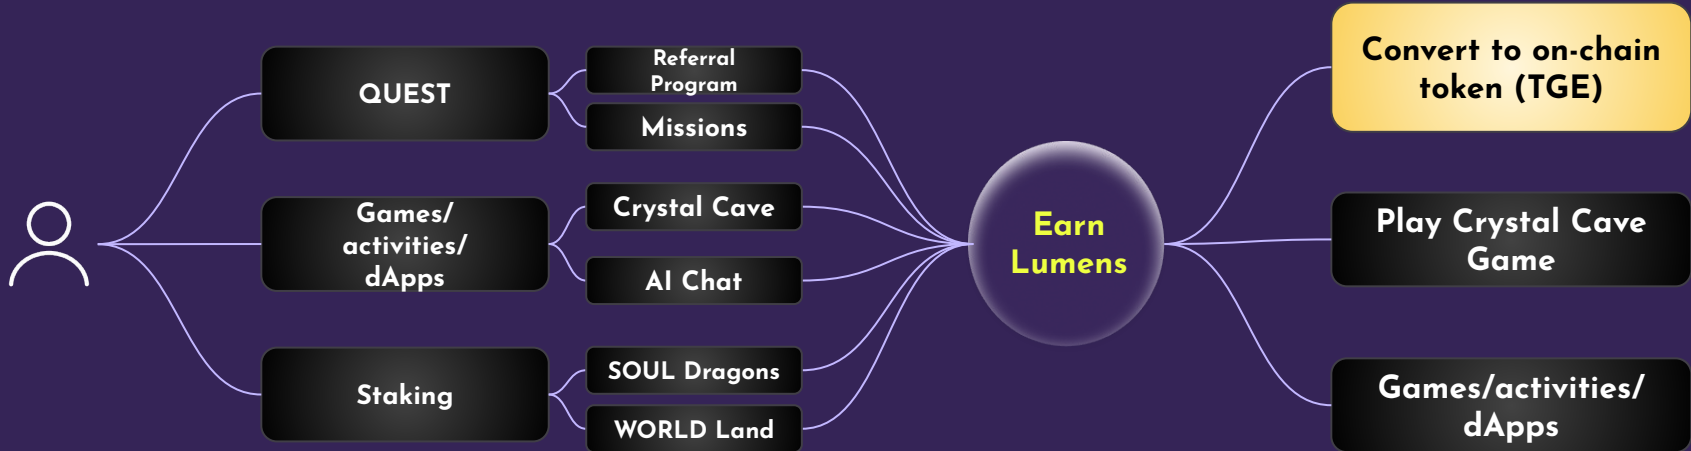 QUEST
Referral
Program
Missions
Games/
activities/
dApps
Crystal Cave
AI Chat
Staking
SOUL Dragons
WORLD Land
Earn
Lumens
Convert to on-chain
token (TGE)
Play Crystal Cave
Game
Games/activities/
dApps